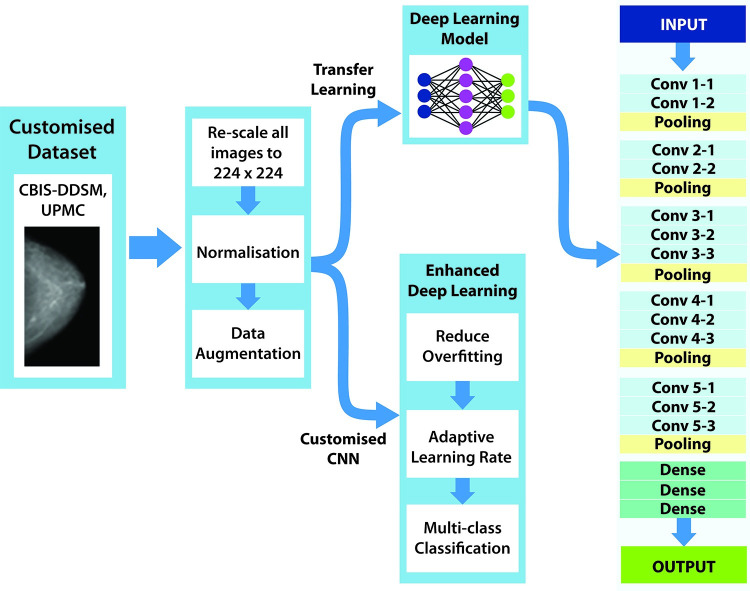 Customised
Dataset
CBIS-DDSM,
UPMC
Re-scale all
images to
224 x 224
Normalisation
Data
Augmentation
Transfer
Learning
Deep Learning
Model
Customised
CNN
Enhanced
Deep Learning
Reduce
Overfitting
Adaptive
Learning Rate
Multi-class
Classification
INPUT
Conv 1-1
Conv 1-2
Pooling
Conv 2-1
Conv 2-2
Pooling
Conv 3-1
Conv 3-2
Conv 3-3
Pooling
Conv 4-1
Conv 4-2
Conv 4-3
Pooling
Conv 5-1
Conv 5-2
Conv 5-3
Pooling
Dense
Dense
Dense
OUTPUT